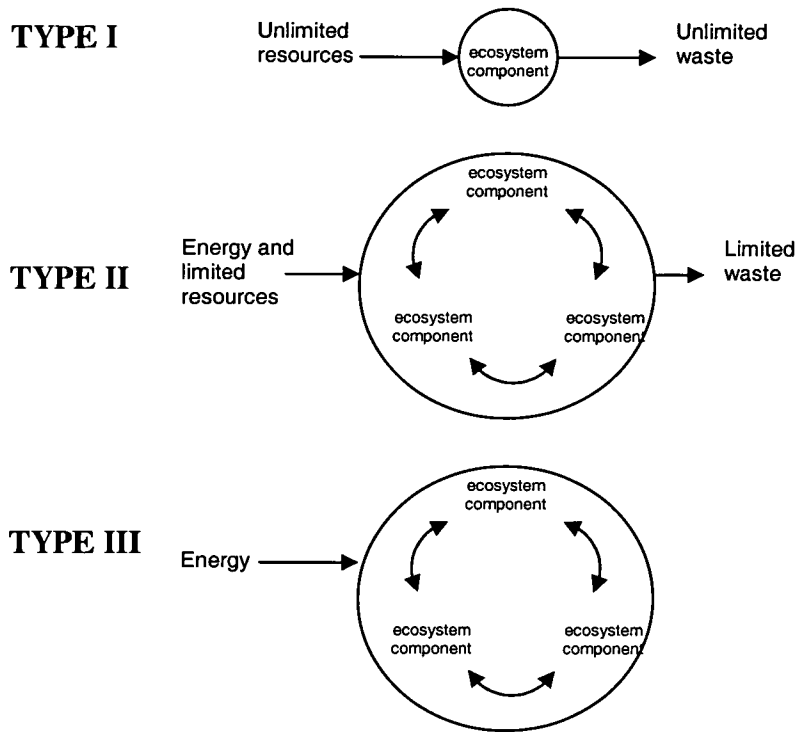 TYPE I
Unlimited
resources
ecosystem
component
Unlimited
waste
TYPE II
Energy and
limited
resources
ecosystem
component
ecosystem
component
ecosystem
component
Limited
waste
TYPE III
Energy
ecosystem
component
ecosystem
component
ecosystem
component